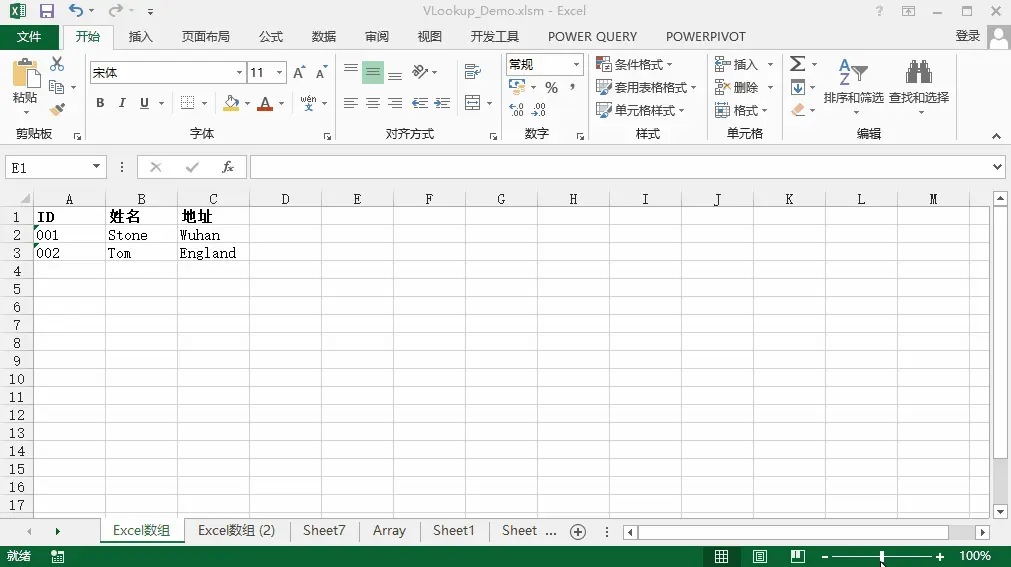 VLookup_Demo.xlsm - Excel
文件 开始 插入 页面布局 公式 数据 审阅 视图 开发工具 POWER QUERY POWERPIVOT 登录
宋体 11 常规 条件格式 插入
粘贴 套用表格格式 删除 排序和筛选 查找和选择
B I U A wén 文 % , 单元格样式 格式
剪贴板 字体 对齐方式 数字 样式 单元格 编辑
E1 fx
A B C D E F G H I J K L M
1 ID 姓名 地址
2 001 Stone Wuhan
3 002 Tom England
4
5
6
7
8
9
10
11
12
13
14
15
16
17
Excel数组 Excel数组 (2) Sheet7 Array Sheet1 Sheet ...
就绪 100%